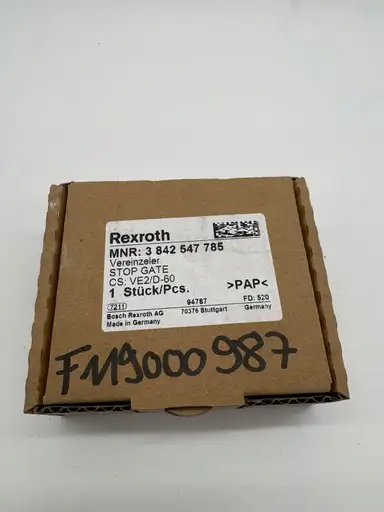 Rexroth
MNR: 3 842 547 785
Vereinzeler
STOP GATE
CS: VE2/D-60
1 Stück/Pcs. >PAP<
7211 94787 FD: 520
Bosch Rexroth AG 70376 Stuttgart Germany
Made in Germany
FM9000987